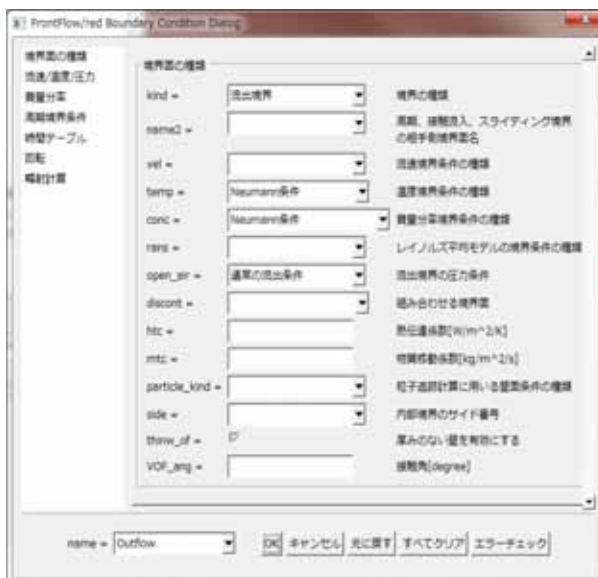 FrontFlow/red Boundary Condition Dialog
境界面の種類
流速/温度/圧力
質量分率
周期境界条件
時間テーブル
回転
輻射計算
境界面の種類
kind = 流出境界 境界の種類
name2 = 周期、接触流入、スライディング境界の相手側境界面名
vel = 流速境界条件の種類
temp = Neumann条件 温度境界条件の種類
conc = Neumann条件 質量分率境界条件の種類
rans = レイノルズ平均モデルの境界条件の種類
open_air = 通常の流出条件 流出境界の圧力条件
discont = 組み合わせる境界面
htc = 熱伝達係数[W/m^2/K]
mtc = 物質移動係数[kg/m^2/s]
particle_kind = 粒子追跡計算に用いる壁面条件の種類
side = 内部境界のサイド番号
thinw_of = 厚みのない壁を有効にする
VOF_ang = 接触角[degree]
name = Outflow OK キャンセル 元に戻す すべてクリア エラーチェック